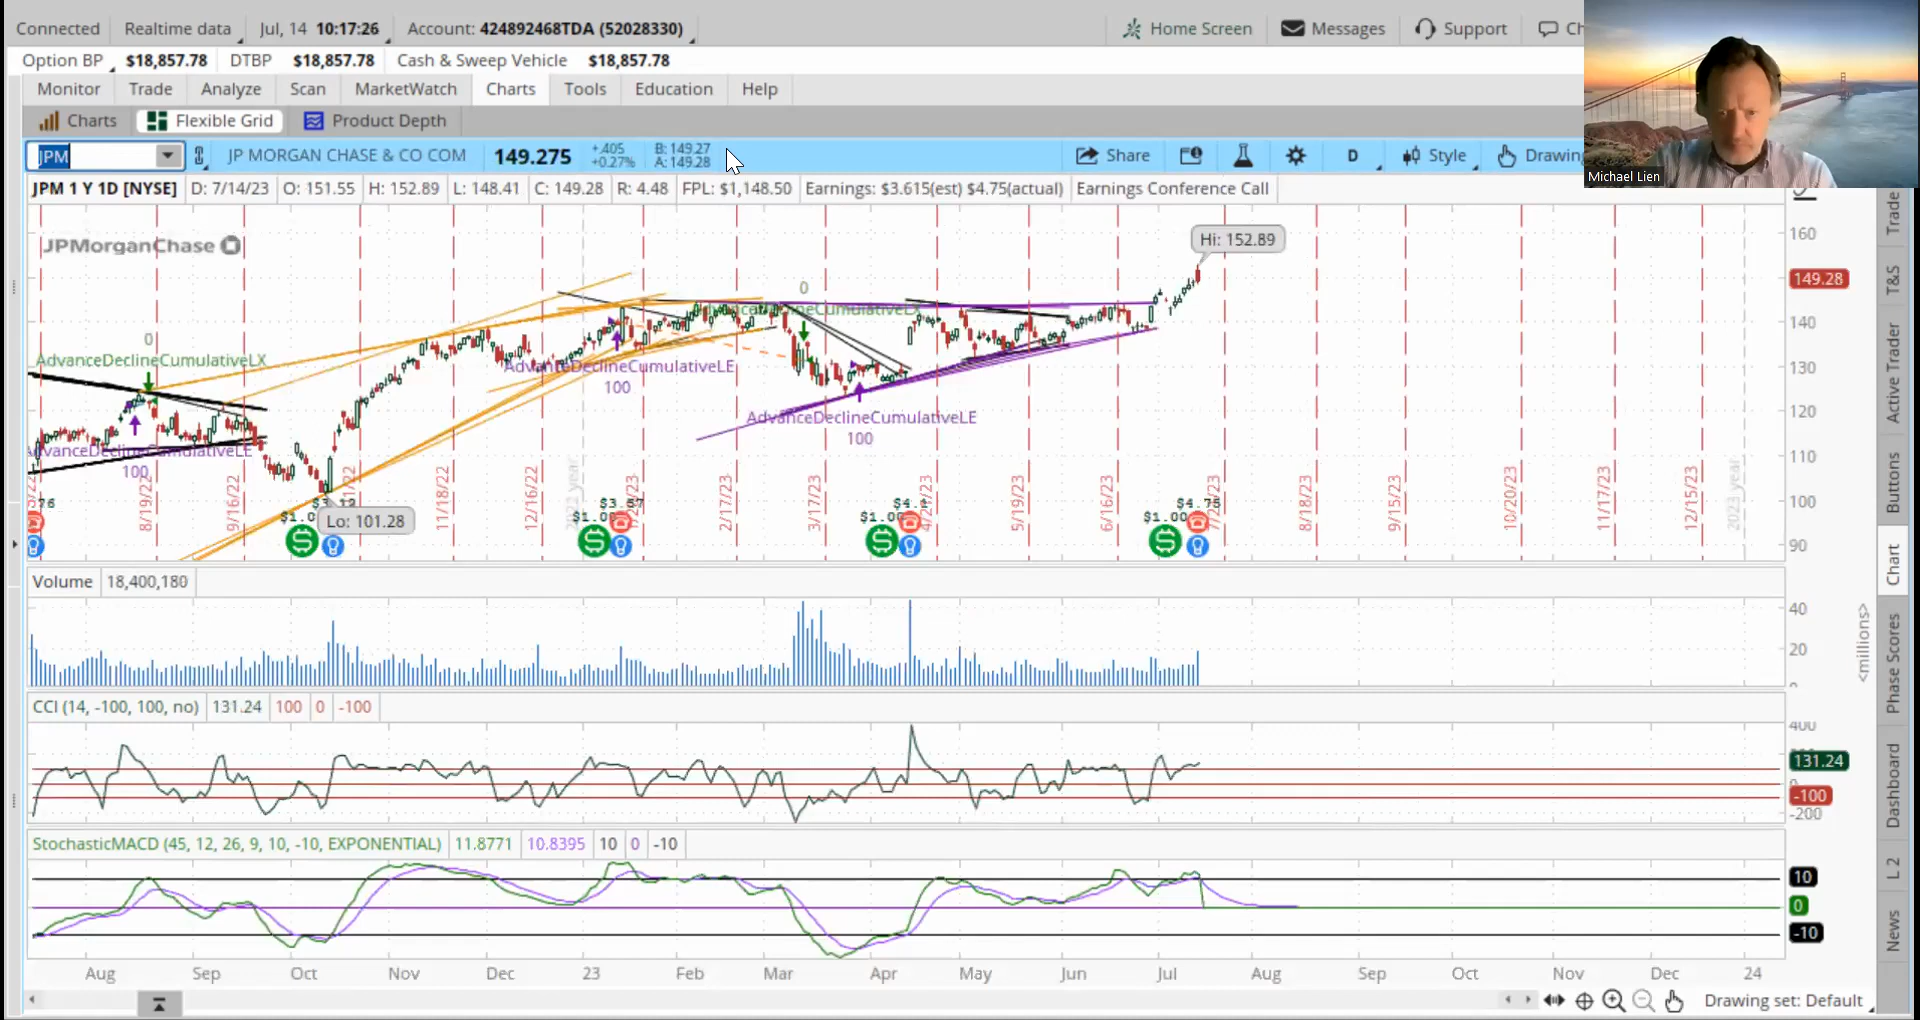 Connected Realtime data Jul, 14 10:17:26 Account: 424892468TDA (52028330) Home Screen Messages Support Ch
Option BP $18,857.78 DTBP $18,857.78 Cash & Sweep Vehicle $18,857.78
Monitor Trade Analyze Scan MarketWatch Charts Tools Education Help
Charts Flexible Grid Product Depth
JPM JP MORGAN CHASE & CO COM 149.275 +.405 +0.27% B: 149.27 A: 149.28 Share D Style Drawin
Michael Lien
JPM 1 Y 1D [NYSE] D: 7/14/23 O: 151.55 H: 152.89 L: 148.41 C: 149.28 R: 4.48 FPL: $1,148.50 Earnings: $3.615(est) $4.75(actual) Earnings Conference Call
JPMorganChase
Hi: 152.89
160
149.28
140
130
120
110
100
90
0
AdvanceDeclineCumulativeLX
0
AdvanceDeclineCumulativeLX
AdvanceDeclineCumulativeLE
100
AdvanceDeclineCumulativeLE
100
AdvanceDeclineCumulativeLE
100
8/19/22 9/16/22 11/18/22 12/16/22 2022 year 2/17/23 3/17/23 5/19/23 6/16/23 8/18/23 9/15/23 10/20/23 11/17/23 12/15/23 2023 year
$4.75
$1.00
Lo: 101.28
Volume 18,400,180
40
20
<millions>
CCI (14, -100, 100, no) 131.24 100 0 -100
400
131.24
-100
-200
StochasticMACD (45, 12, 26, 9, 10, -10, EXPONENTIAL) 11.8771 10.8395 10 0 -10
10
0
-10
Aug Sep Oct Nov Dec 23 Feb Mar Apr May Jun Jul Aug Sep Oct Nov Dec 24
Drawing set: Default
Trade
T&S
Active Trader
Buttons
Chart
Phase Scores
Dashboard
L 2
News